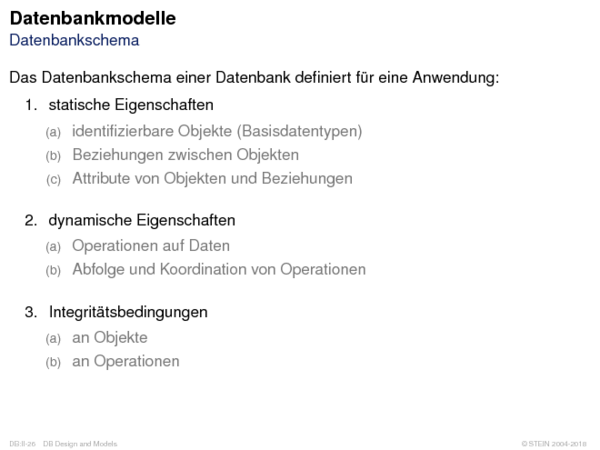 Datenbankmodelle
Datenbankschema
Das Datenbankschema einer Datenbank definiert für eine Anwendung:
1. statische Eigenschaften
(a) identifizierbare Objekte (Basisdatentypen)
(b) Beziehungen zwischen Objekten
(c) Attribute von Objekten und Beziehungen
2. dynamische Eigenschaften
(a) Operationen auf Daten
(b) Abfolge und Koordination von Operationen
3. Integritätsbedingungen
(a) an Objekte
(b) an Operationen
DB:II-26 DB Design and Models © STEIN 2004-2018